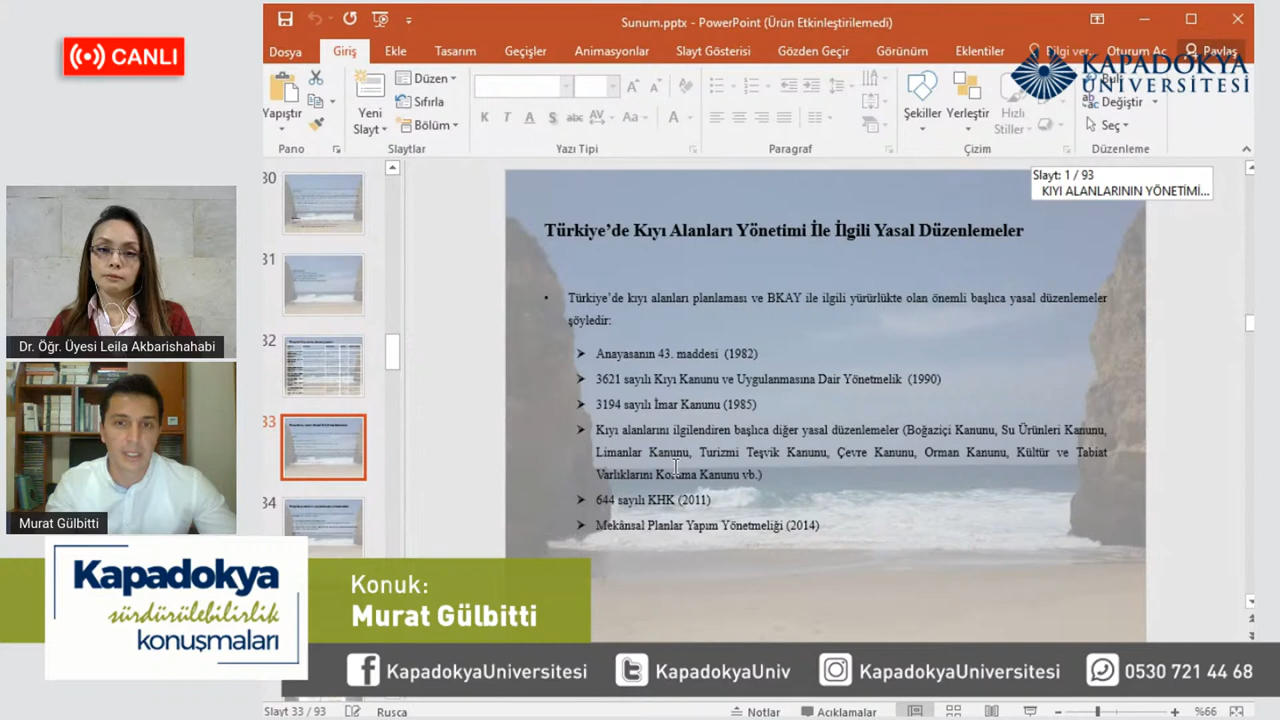 CANLI
Sunum.pptx - PowerPoint (Ürün Etkinleştirilemedi)
Dosya Giriş Ekle Tasarım Geçişler Animasyonlar Slayt Gösterisi Gözden Geçir Görünüm Eklentiler Bilgi ver. Oturum Aç Paylaş
KAPADOKYA
ÜNİVERSİTESİ
Yapıştır
Yeni
Slayt
Düzen
Sıfırla
Bölüm
Şekiller
Yerleştir
Hızlı
Stiller
Bul
Değiştir
Seç
Pano Slaytlar Yazı Tipi Paragraf Çizim Düzenleme
Slayt: 1 / 93
KIYI ALANLARININ YÖNETİMİ...
30
31
32
33
34
Türkiye'de Kıyı Alanları Yönetimi İle İlgili Yasal Düzenlemeler
• Türkiye'de kıyı alanları planlaması ve BKAY ile ilgili yürürlükte olan önemli başlıca yasal düzenlemeler
şöyledir:
➤ Anayasanın 43. maddesi (1982)
➤ 3621 sayılı Kıyı Kanunu ve Uygulanmasına Dair Yönetmelik (1990)
➤ 3194 sayılı İmar Kanunu (1985)
➤ Kıyı alanlarını ilgilendiren başlıca diğer yasal düzenlemeler (Boğaziçi Kanunu, Su Ürünleri Kanunu,
Limanlar Kanunu, Turizmi Teşvik Kanunu, Çevre Kanunu, Orman Kanunu, Kültür ve Tabiat
Varlıklarını Koruma Kanunu vb.)
➤ 644 sayılı KHK (2011)
➤ Mekânsal Planlar Yapım Yönetmeliği (2014)
Dr. Öğr. Üyesi Leila Akbarishahabi
Murat Gülbitti
Kapadokya
sürdürülebilirlik
konuşmaları
Konuk:
Murat Gülbitti
KapadokyaUniversitesi KapadokyaUniv KapadokyaUniversitesi 0530 721 44 68
Slayt 33 / 93 Rusca Notlar Açıklamalar %66